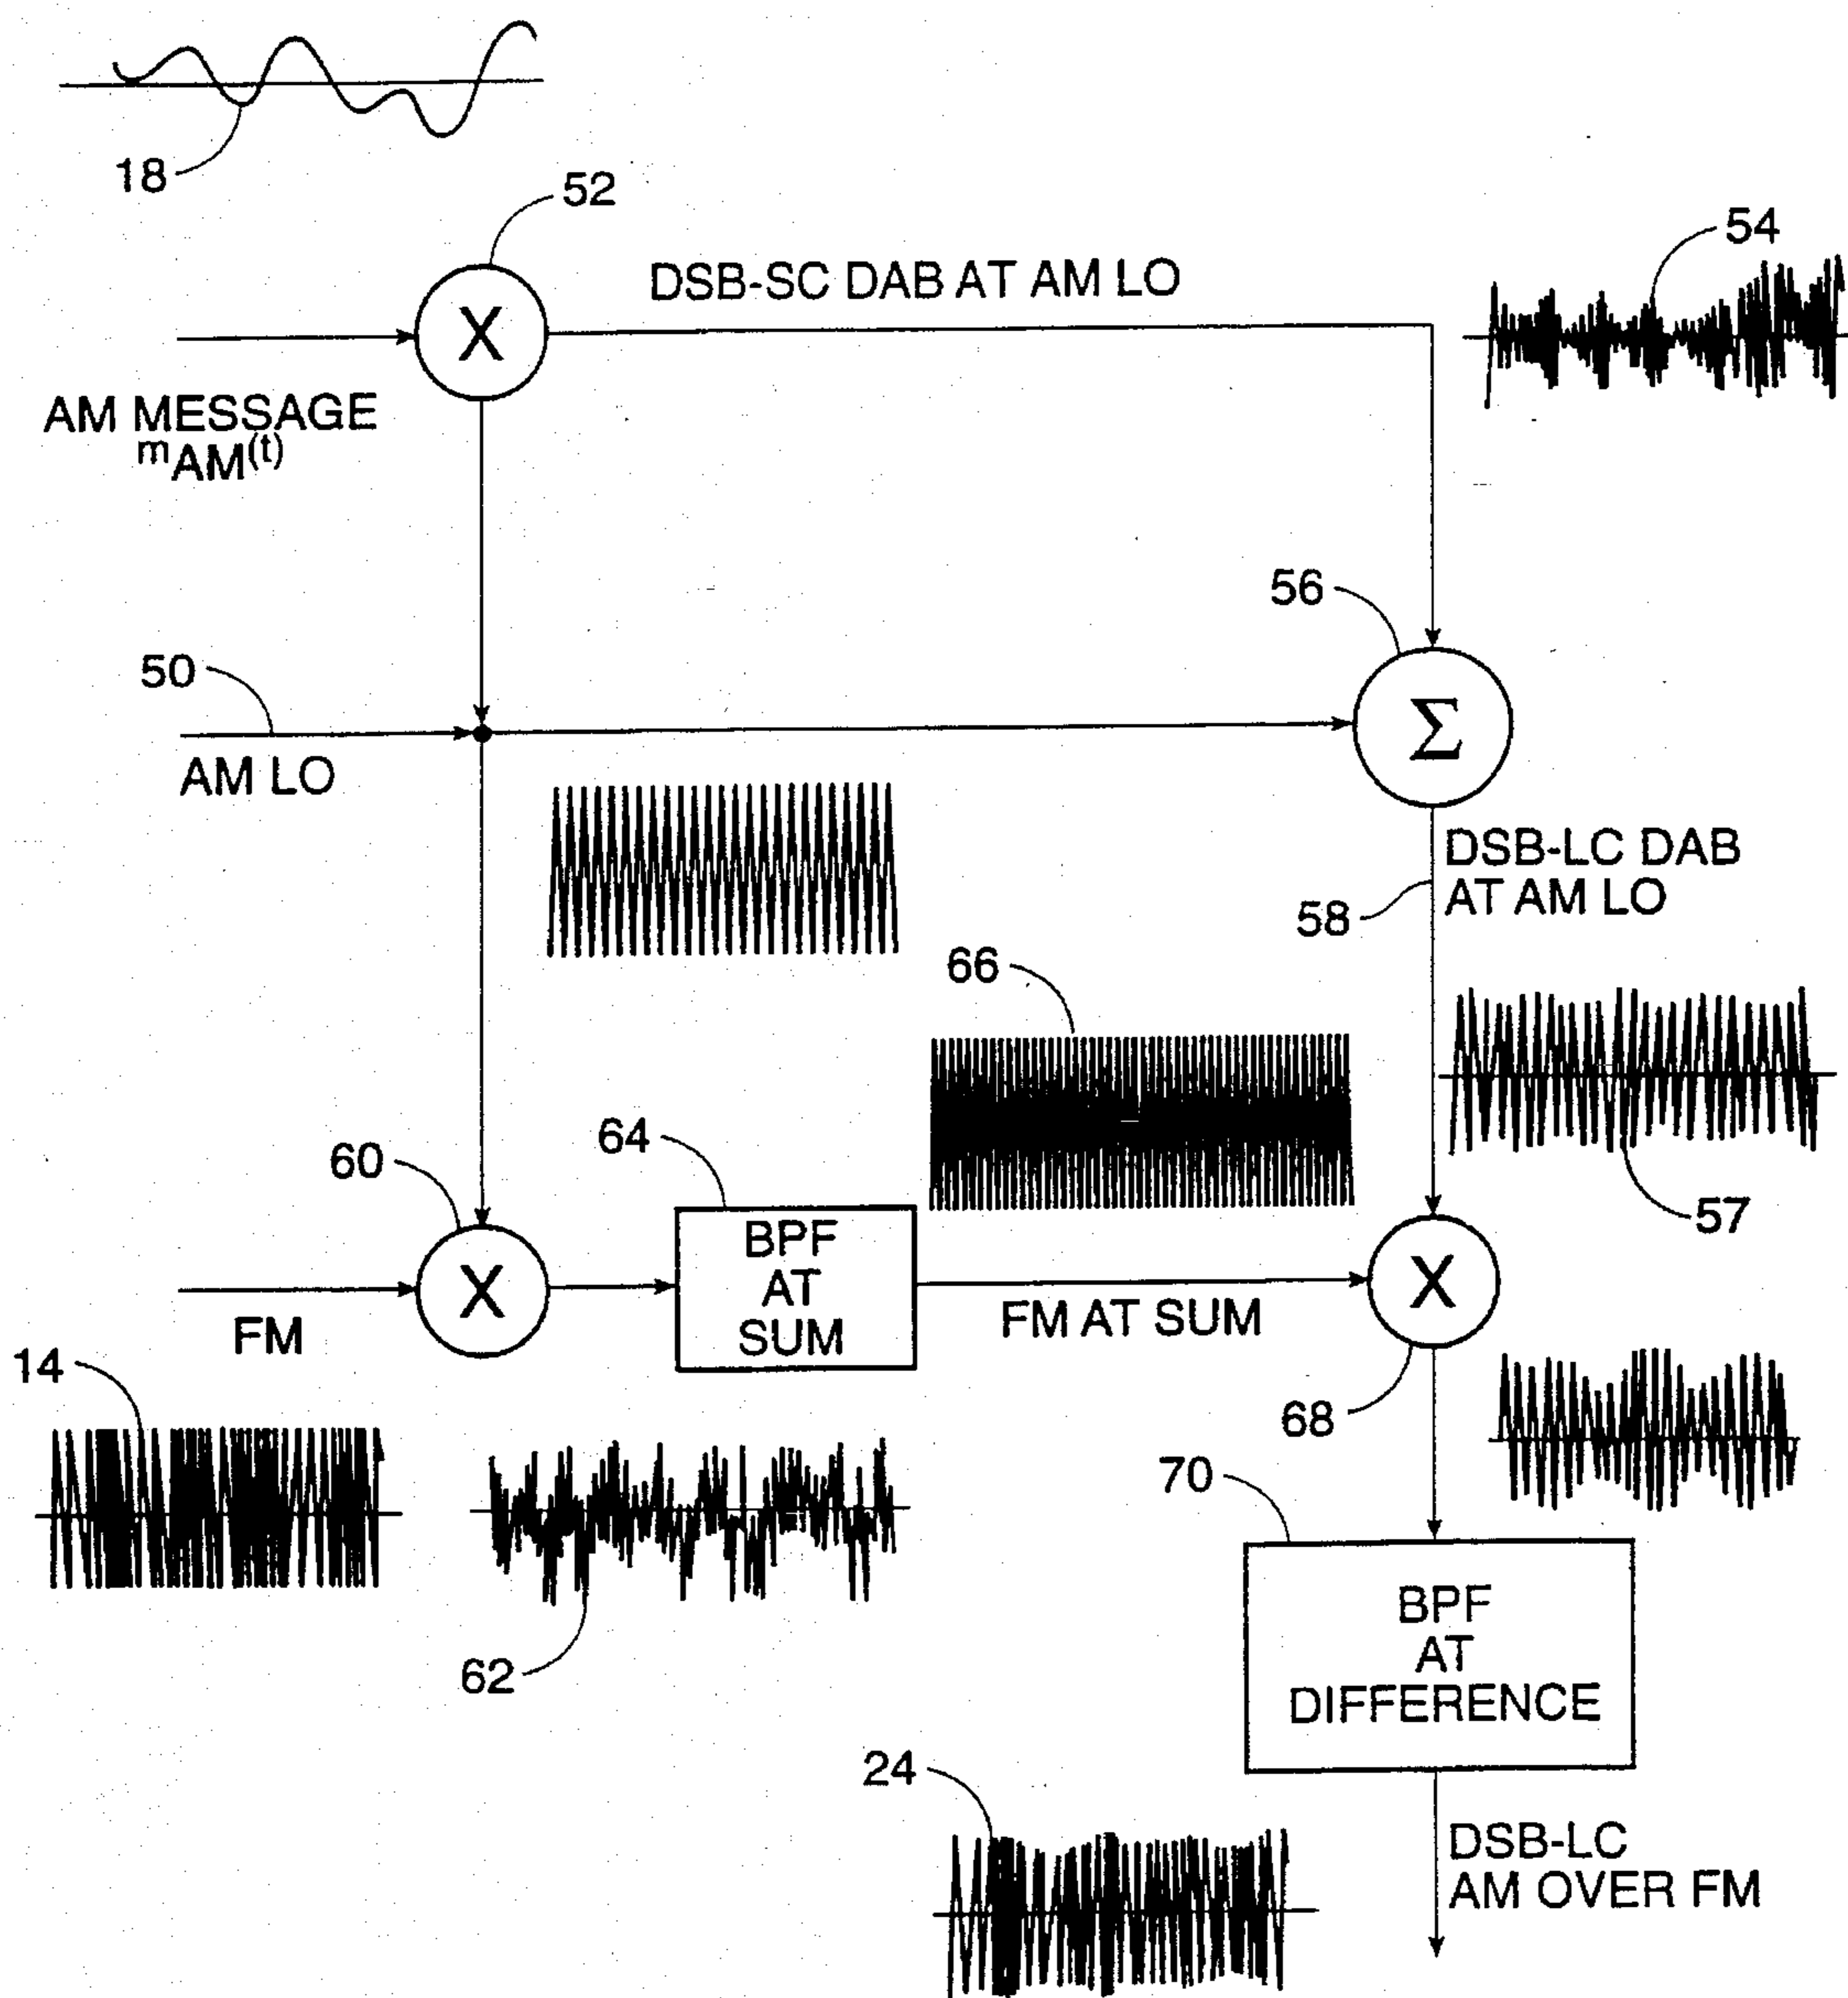 18
52
DSB-SC DAB AT AM LO
54
X
AM MESSAGE
mAM(t)
56
50
AM LO
Σ
DSB-LC DAB
AT AM LO
58
66
64
60
57
X
BPF
AT
SUM
X
FM
FM AT SUM
14
68
70
62
BPF
AT
DIFFERENCE
24
DSB-LC
AM OVER FM